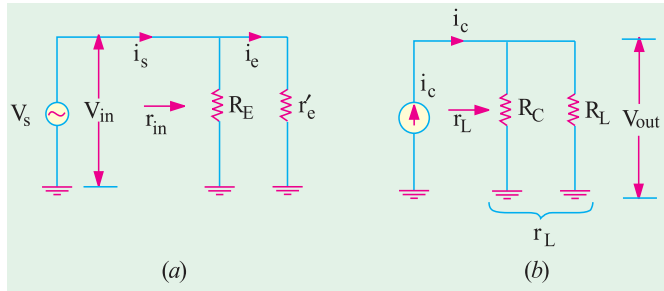 i_s i_e
V_s V_in r_in R_E r'_e
(a)
i_c
i_c r_L R_C R_L V_out
r_L
(b)